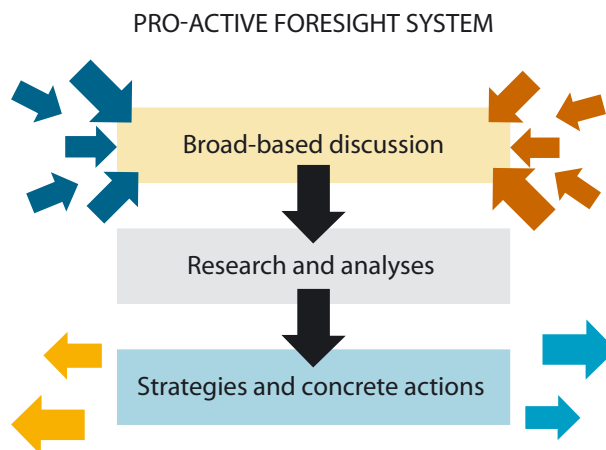 PRO-ACTIVE FORESIGHT SYSTEM
Broad-based discussion
Research and analyses
Strategies and concrete actions